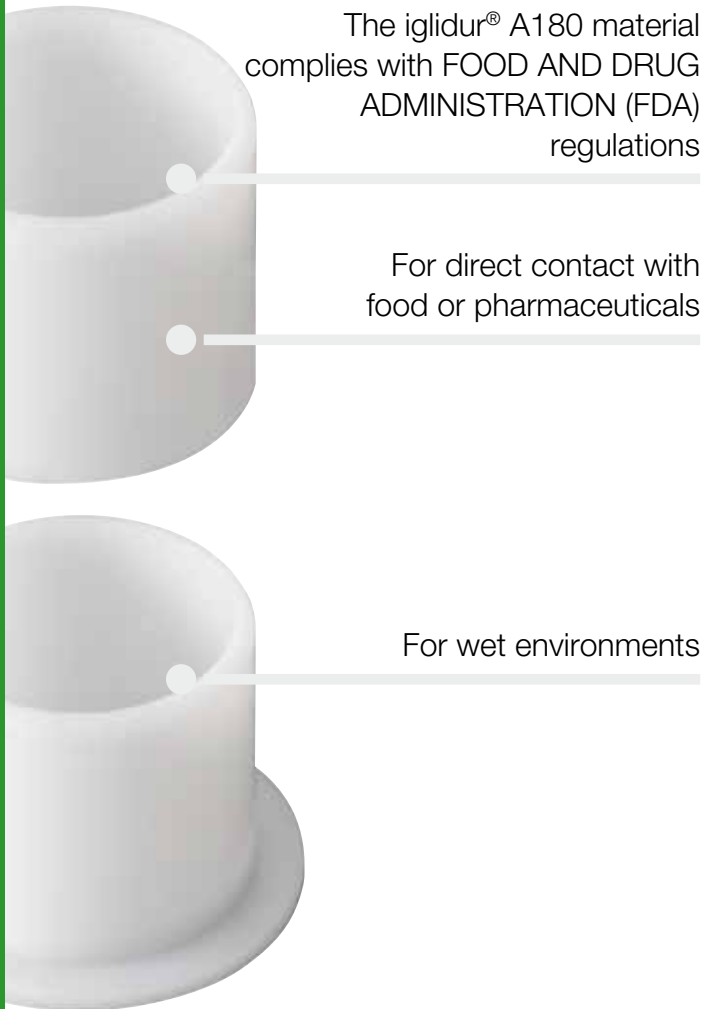 The iglidur® A180 material
complies with FOOD AND DRUG
ADMINISTRATION (FDA)
regulations
For direct contact with
food or pharmaceuticals
For wet environments